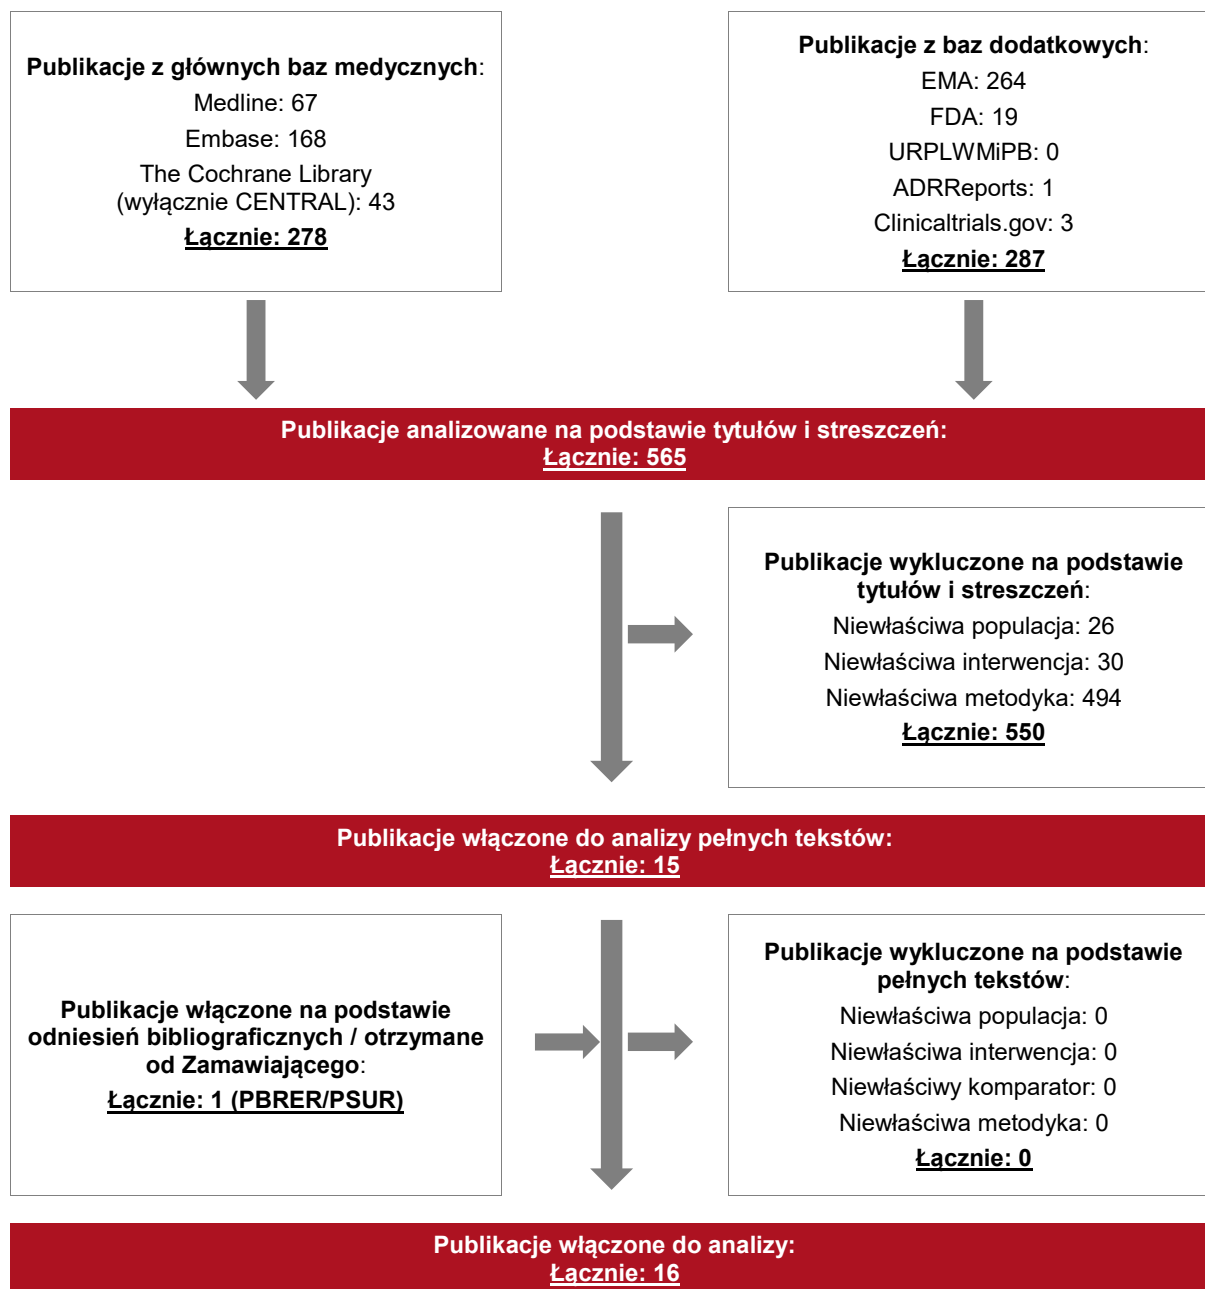 Publikacje z głównych baz medycznych:
Medline: 67
Embase: 168
The Cochrane Library
(wyłącznie CENTRAL): 43
Łącznie: 278
Publikacje z baz dodatkowych:
EMA: 264
FDA: 19
URPLWMiPB: 0
ADRReports: 1
Clinicaltrials.gov: 3
Łącznie: 287
Publikacje analizowane na podstawie tytułów i streszczeń:
Łącznie: 565
Publikacje wykluczone na podstawie
tytułów i streszczeń:
Niewłaściwa populacja: 26
Niewłaściwa interwencja: 30
Niewłaściwa metodyka: 494
Łącznie: 550
Publikacje włączone do analizy pełnych tekstów:
Łącznie: 15
Publikacje włączone na podstawie
odniesień bibliograficznych / otrzymane
od Zamawiającego:
Łącznie: 1 (PBRER/PSUR)
Publikacje wykluczone na podstawie
pełnych tekstów:
Niewłaściwa populacja: 0
Niewłaściwa interwencja: 0
Niewłaściwy komparator: 0
Niewłaściwa metodyka: 0
Łącznie: 0
Publikacje włączone do analizy:
Łącznie: 16